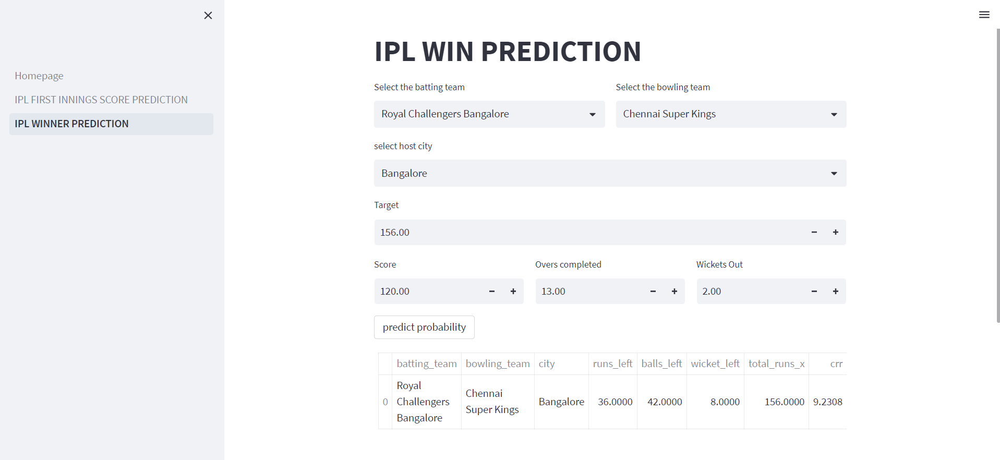 Homepage
IPL FIRST INNINGS SCORE PREDICTION
IPL WINNER PREDICTION
IPL WIN PREDICTION
Select the batting team
Select the bowling team
Royal Challengers Bangalore
Chennai Super Kings
select host city
Bangalore
Target
156.00
Score
Overs completed
Wickets Out
120.00
13.00
2.00
predict probability
batting_team bowling_team city runs_left balls_left wicket_left total_runs_x crr
0 Royal Challengers Bangalore Chennai Super Kings Bangalore 36.0000 42.0000 8.0000 156.0000 9.2308